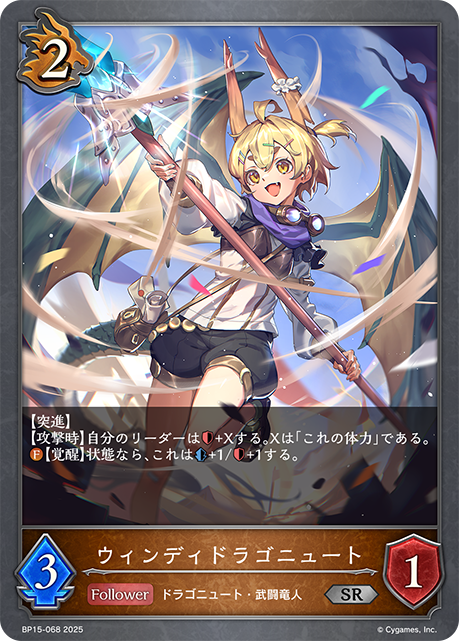 2
【突進】
【攻撃時】自分のリーダーは+Xする。Xは「これの体力」である。
F【覚醒】状態なら、これは+1/+1する。
ウィンディドラゴニュート
3
Follower ドラゴニュート・武闘竜人 SR
1
BP15-068 2025 © Cygames, Inc.